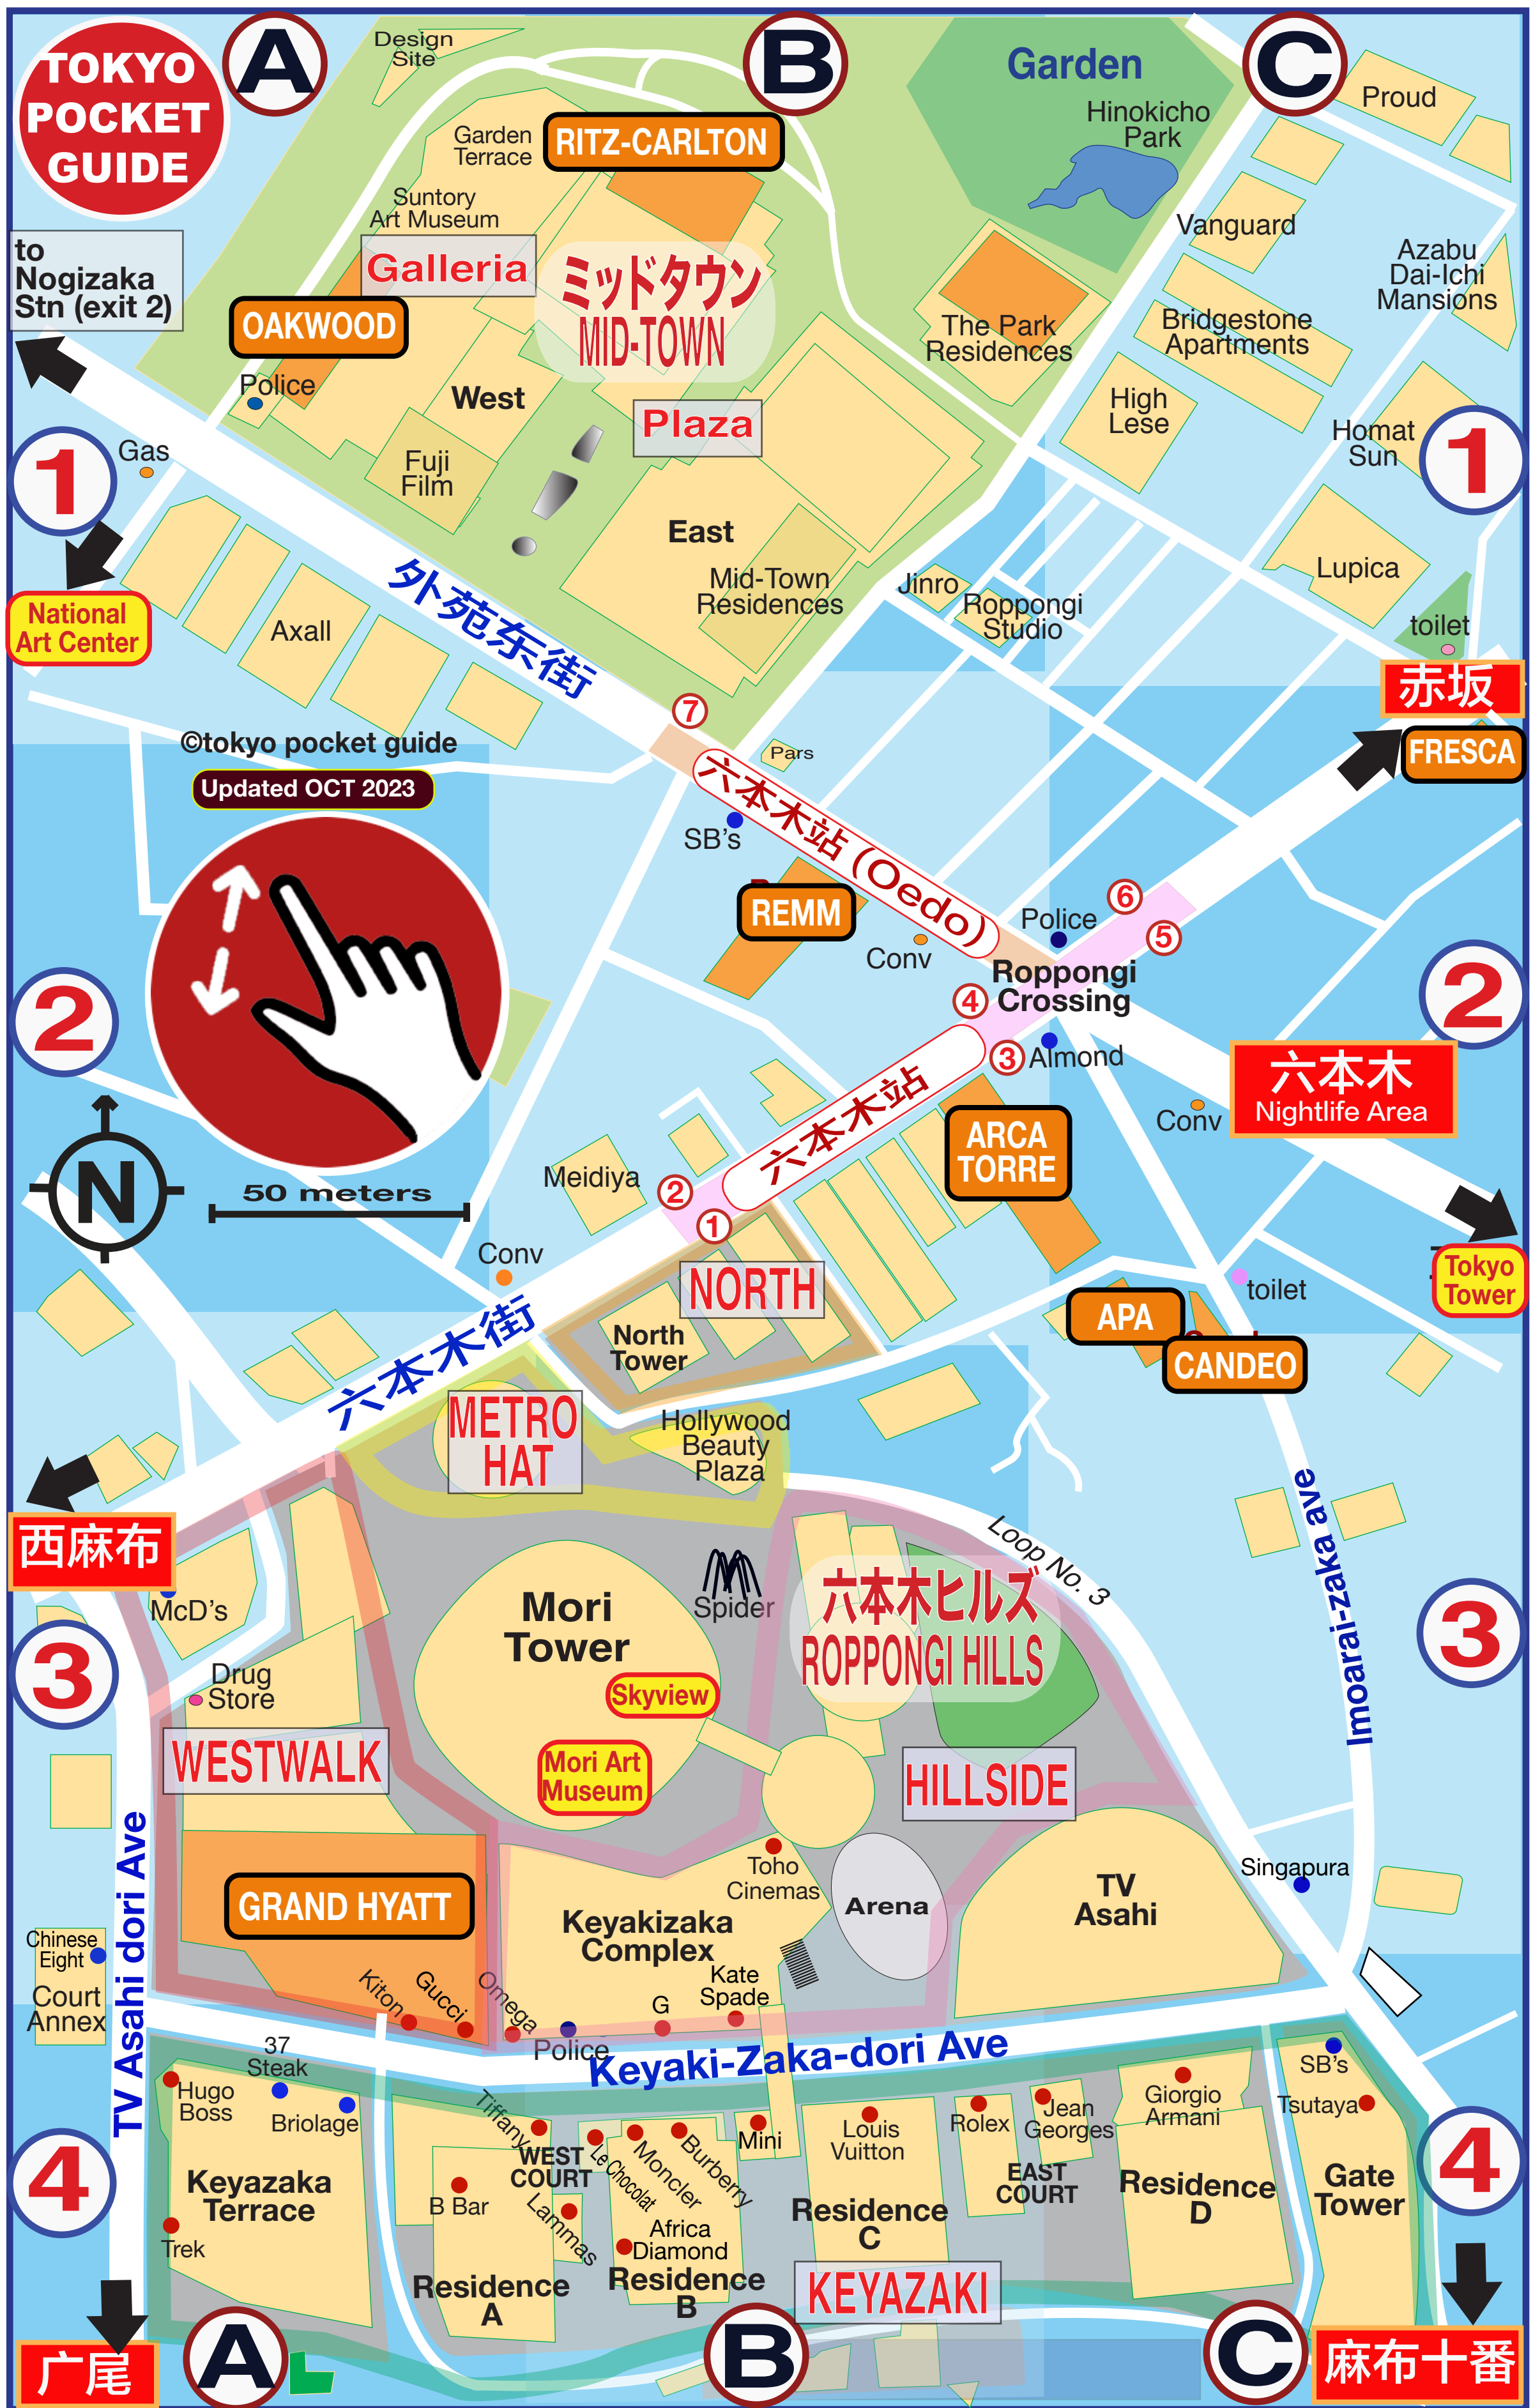 TOKYO
POCKET
GUIDE
A
B
C
Design
Site
Garden
Hinokicho
Park
Proud
Garden
Terrace
RITZ-CARLTON
Suntory
Art Museum
Galleria
Vanguard
to
Nogizaka
Stn (exit 2)
ミッドタウン
MID-TOWN
Azabu
Dai-Ichi
Mansions
OAKWOOD
The Park
Residences
Bridgestone
Apartments
Police
West
Plaza
High
Lese
Homat
Sun
1
Gas
Fuji
Film
1
East
Mid-Town
Residences
Jinro
Roppongi
Studio
Lupica
National
Art Center
Axall
外苑东街
toilet
赤坂
7
©tokyo pocket guide
Pars
FRESCA
Updated OCT 2023
SB's
六本木站 (Oedo)
REMM
6
Police
5
Conv
Roppongi
Crossing
2
4
2
3
Almond
六本木
Nightlife Area
Conv
六本木站
ARCA
TORRE
N
50 meters
Meidiya
2
1
Conv
NORTH
toilet
Tokyo
Tower
North
Tower
APA
CANDEO
六本木街
METRO
HAT
Hollywood
Beauty
Plaza
西麻布
McD's
Mori
Tower
Spider
Loop No. 3
六本木ヒルズ
ROPPONGI HILLS
Imoarai-zaka ave
3
3
Drug
Store
Skyview
WESTWALK
Mori Art
Museum
HILLSIDE
Toho
Cinemas
Singapura
TV Asahi dori Ave
GRAND HYATT
Arena
TV
Asahi
Keyakizaka
Complex
Chinese
Eight
Court
Annex
Kiton
Gucci
Omega
G
Kate
Spade
Police
Keyaki-Zaka-dori Ave
37
Steak
Hugo
Boss
Briolage
SB's
Tsutaya
Giorgio
Armani
Jean
Georges
Rolex
Louis
Vuitton
Mini
Tiffany
WEST
COURT
Le Chocolat
Moncler
Burberry
4
4
Keyazaka
Terrace
B Bar
Lammas
EAST
COURT
Residence
D
Gate
Tower
Residence
C
Trek
Africa
Diamond
Residence
A
Residence
B
KEYAZAKI
广尾
A
B
C
麻布十番